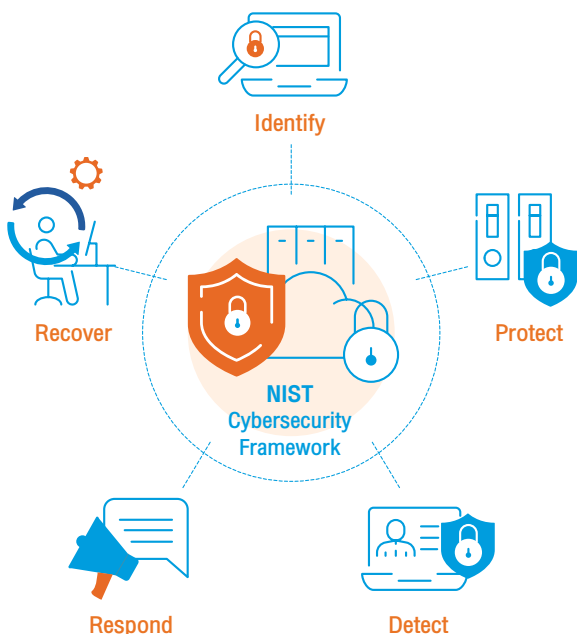 Identify
Recover
Protect
NIST
Cybersecurity
Framework
Respond
Detect